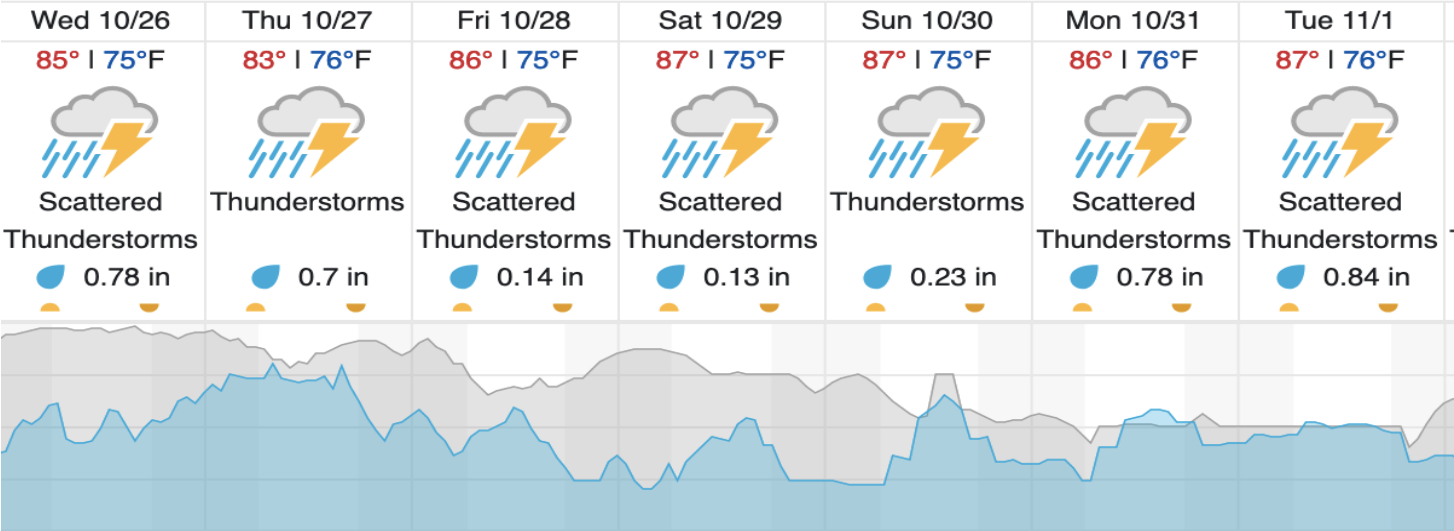 Wed 10/26 Thu 10/27 Fri 10/28 Sat 10/29 Sun 10/30 Mon 10/31 Tue 11/1
85° | 75°F 83° | 76°F 86° | 75°F 87° | 75°F 87° | 75°F 86° | 76°F 87° | 76°F
Scattered Thunderstorms Scattered Scattered Thunderstorms Scattered Scattered
Thunderstorms Thunderstorms Thunderstorms Thunderstorms Thunderstorms
0.78 in 0.7 in 0.14 in 0.13 in 0.23 in 0.78 in 0.84 in